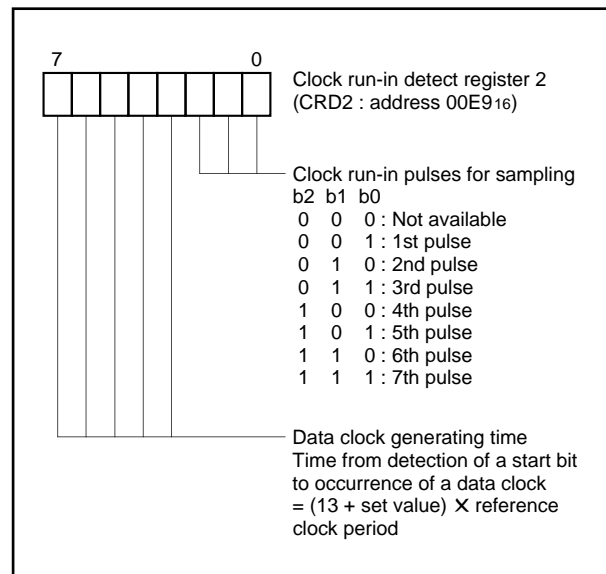 7 0
Clock run-in detect register 2
(CRD2 : address 00E916)
Clock run-in pulses for sampling
b2 b1 b0
0 0 0 : Not available
0 0 1 : 1st pulse
0 1 0 : 2nd pulse
0 1 1 : 3rd pulse
1 0 0 : 4th pulse
1 0 1 : 5th pulse
1 1 0 : 6th pulse
1 1 1 : 7th pulse
Data clock generating time
Time from detection of a start bit
to occurrence of a data clock
= (13 + set value) ✕ reference
clock period